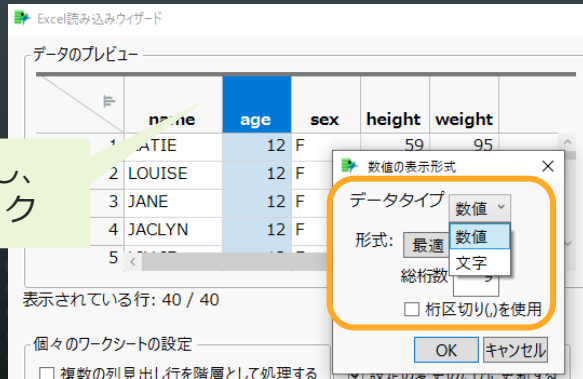 Excel読み込みウィザード
データのプレビュー
name age sex height weight
1 KATIE 12 F 59 95
2 LOUISE 12 F
3 JANE 12 F
4 JACLYN 12 F
5
し、
ク
数値の表示形式
データタイプ 数値
数値
文字
形式: 最適
総桁数 9
桁区切り(,)を使用
OK キャンセル
表示されている行: 40 / 40
個々のワークシートの設定
複数の列見出し行を階層として処理する